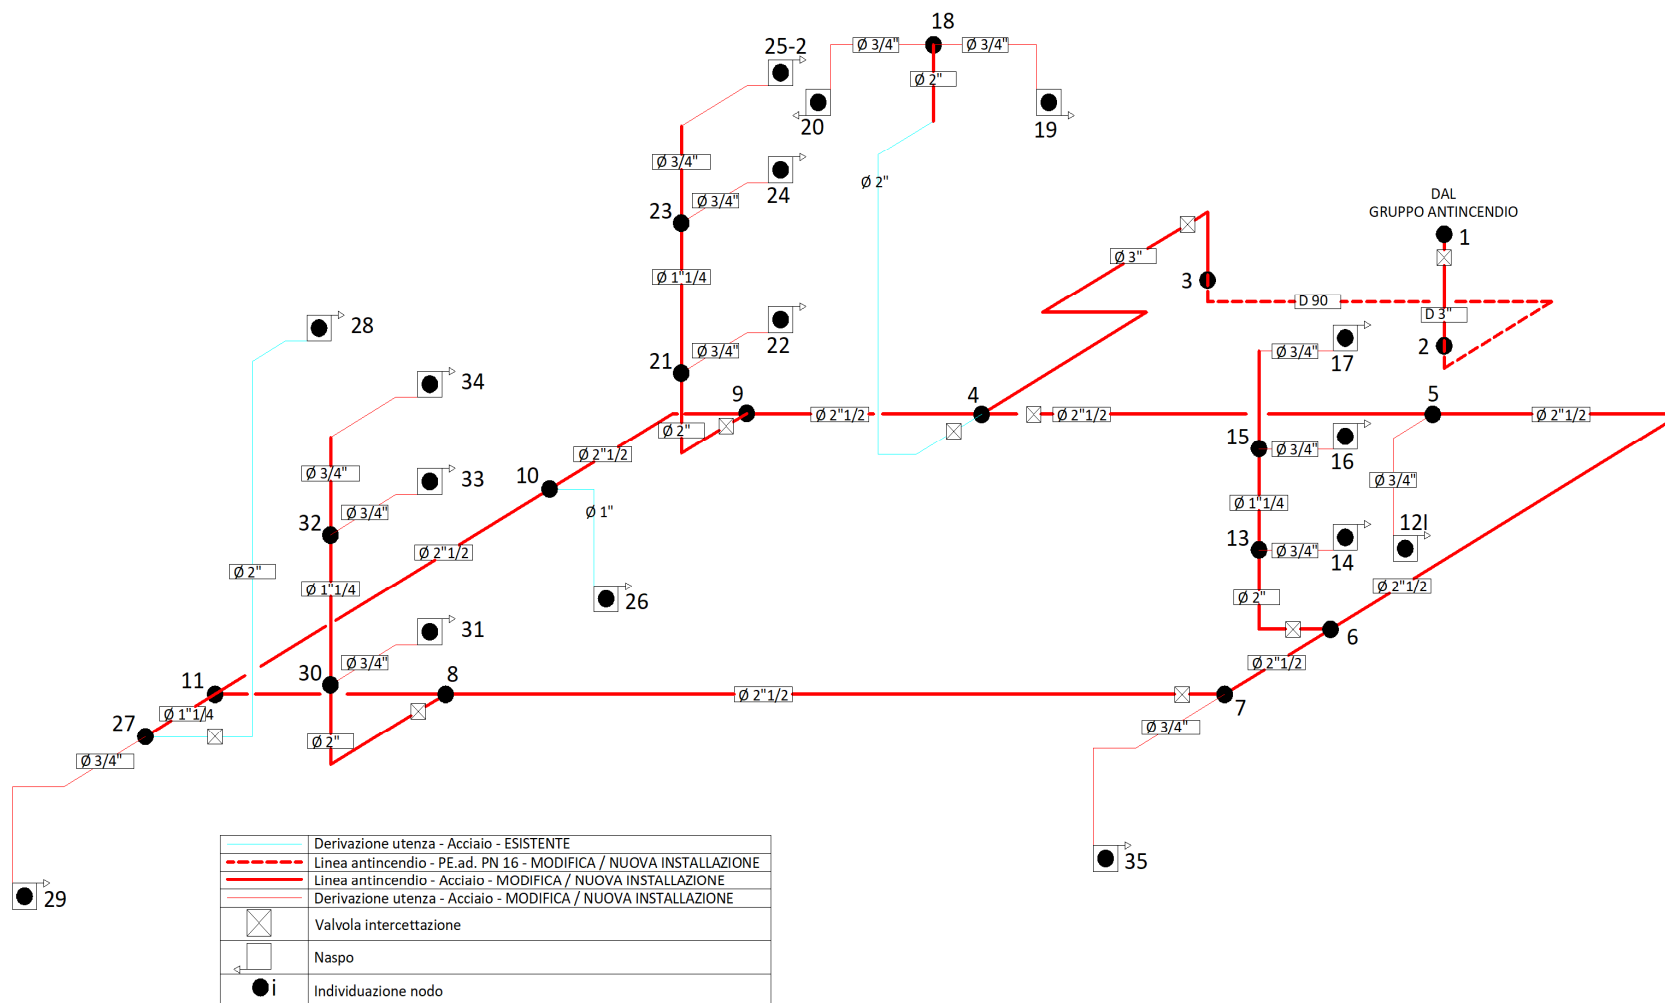 18
25-2
Ø 3/4"
Ø 3/4"
Ø 2"
20
19
Ø 3/4"
24
Ø 2"
Ø 3/4"
DAL
GRUPPO ANTINCENDIO
23
1
Ø 3"
Ø 1"1/4
3
D 90
D 3"
28
22
2
17
Ø 3/4"
Ø 3/4"
21
34
9
4
5
Ø 2"1/2
Ø 2"1/2
Ø 2"1/2
Ø 2"
15
Ø 3/4"
16
Ø 2"1/2
10
Ø 3/4"
33
Ø 3/4"
Ø 3/4"
Ø 1"
Ø 1"1/4
32
12I
13
Ø 3/4"
14
Ø 2"1/2
Ø 2"
Ø 1"1/4
Ø 2"1/2
Ø 2"
26
31
6
Ø 3/4"
Ø 2"1/2
30
8
11
Ø 2"1/2
7
Ø 1"1/4
27
Ø 2"
Ø 3/4"
Ø 3/4"
35
29
Derivazione utenza - Acciaio - ESISTENTE
Linea antincendio - PE.ad. PN 16 - MODIFICA / NUOVA INSTALLAZIONE
Linea antincendio - Acciaio - MODIFICA / NUOVA INSTALLAZIONE
Derivazione utenza - Acciaio - MODIFICA / NUOVA INSTALLAZIONE
Valvola intercettazione
Naspo
i
Individuazione nodo